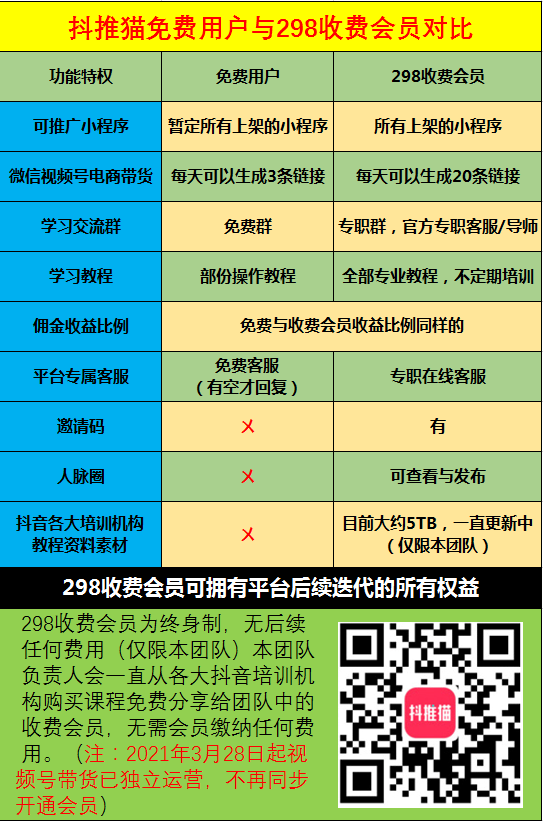 抖推猫免费用户与298收费会员对比
功能特权 免费用户 298收费会员
可推广小程序 暂定所有上架的小程序 所有上架的小程序
微信视频号电商带货 每天可以生成3条链接 每天可以生成20条链接
学习交流群 免费群 专职群，官方专职客服/导师
学习教程 部份操作教程 全部专业教程，不定期培训
佣金收益比例 免费与收费会员收益比例同样的
平台专属客服 免费客服
（有空才回复） 专职在线客服
邀请码 ㄨ 有
人脉圈 ㄨ 可查看与发布
抖音各大培训机构
教程资料素材 ㄨ 目前大约5TB，一直更新中
（仅限本团队）
298收费会员可拥有平台后续迭代的所有权益
298收费会员为终身制，无后续
任何费用（仅限本团队）本团队
负责人会一直从各大抖音培训机
构购买课程免费分享给团队中的
收费会员，无需会员缴纳任何费
用。（注：2021年3月28日起视
频号带货已独立运营，不再同步
开通会员）
抖推猫